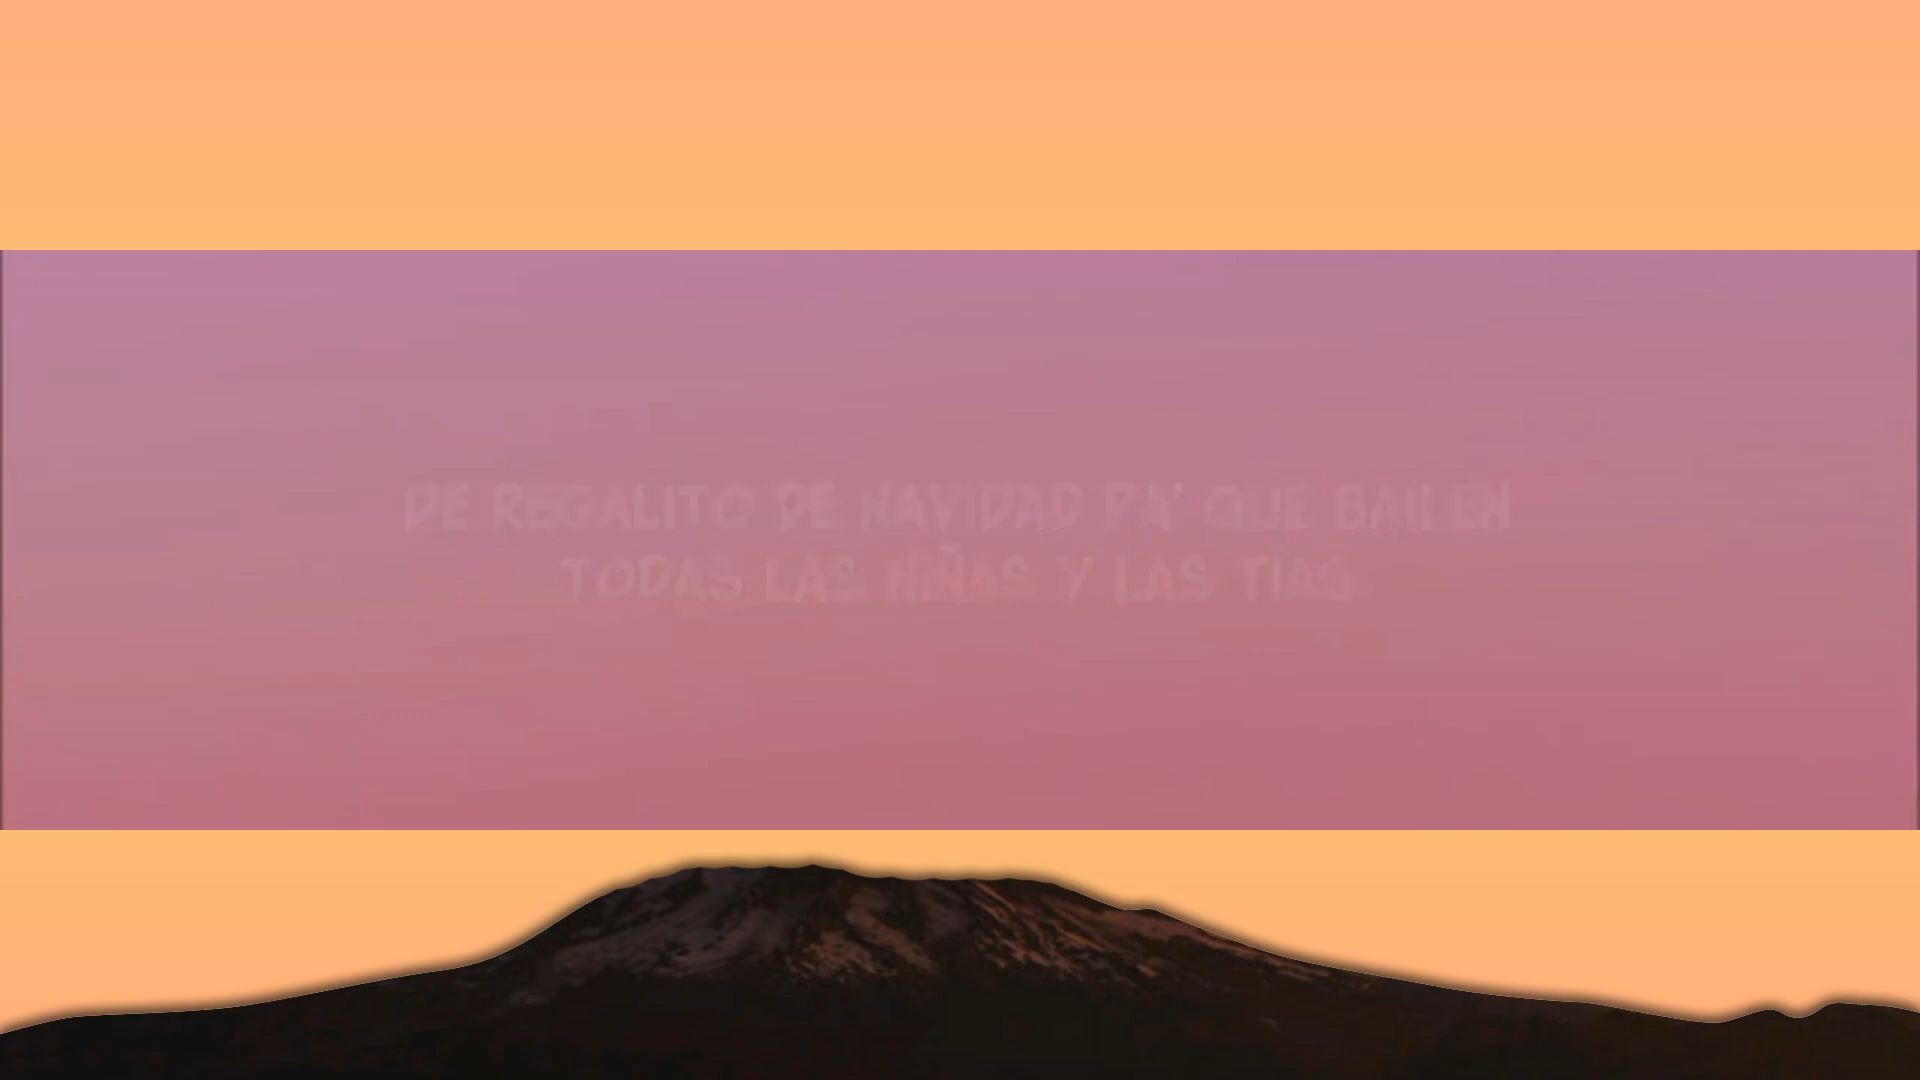 DE REGALITO DE NAVIDAD PA' QUE BAILEN
TODAS LAS NIÑAS Y LAS TÍAS